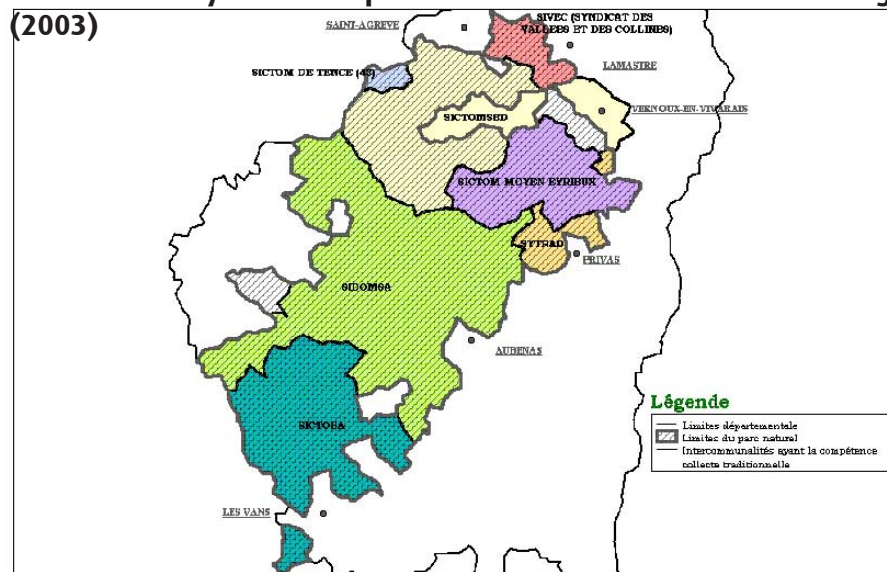 (2003)
SAINT-AGREVE
SIVEC (SYNDICAT DES
VALLEES ET DES COLLINES)
LAMASTRE
SICTOM DE TENCE (43)
VERNOUX-EN-VIVARAIS
SICTOMSED
SICTOM MOYEN EYRIEUX
SYTRAD
PRIVAS
SIDOMSA
AUBENAS
SICTOBA
LES VANS
Légende
Limites départementale
Limites du parc naturel
Intercommunalités ayant la compétence
collecte traditionnelle